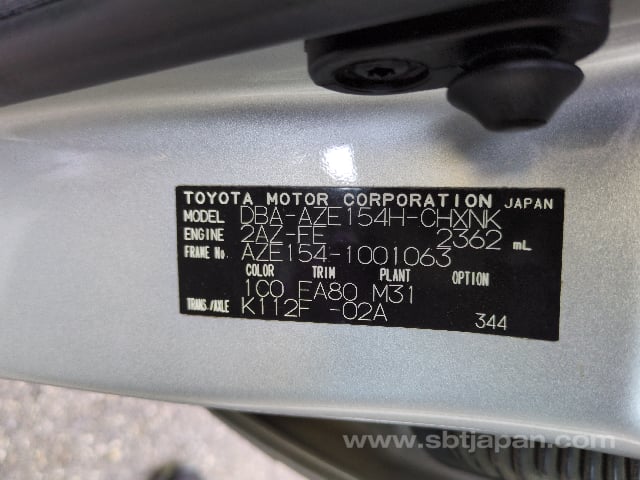 TOYOTA MOTOR CORPORATION JAPAN
MODEL DBA-AZE154H-CHXNK
ENGINE 2AZ-FE 2362 mL
FRAME No. AZE154-1001063
COLOR TRIM PLANT OPTION
1C0 FA80 M31
TRANS./AXLE K112F -02A
344
www.sbtjapan.com